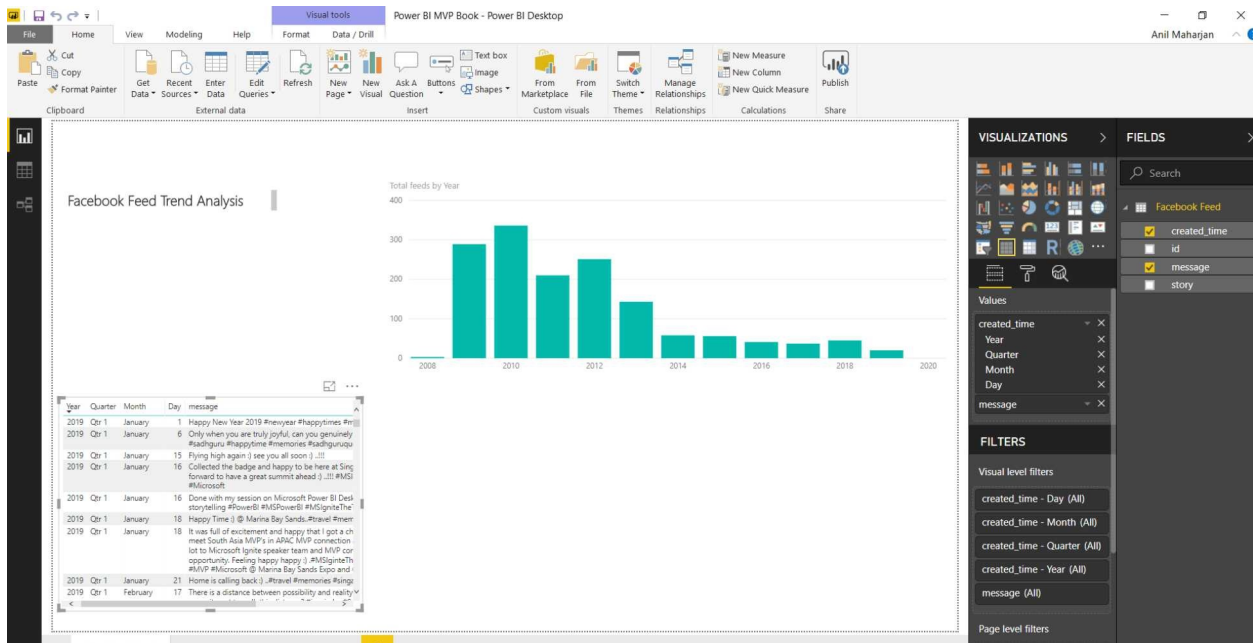 Visual tools
Power BI MVP Book - Power BI Desktop
File Home View Modeling Help Format Data / Drill
Anil Maharjan
Paste
Cut
Copy
Format Painter
Clipboard
Get Data
Recent Sources
Enter Data
Edit Queries
Refresh
External data
New Page
New Visual
Ask A Question
Buttons
Text box
Image
Shapes
Insert
From Marketplace
From File
Custom visuals
Switch Theme
Themes
Manage Relationships
Relationships
New Measure
New Column
New Quick Measure
Calculations
Publish
Share
Facebook Feed Trend Analysis
Total feeds by Year
400
300
200
100
0
2008 2010 2012 2014 2016 2018 2020
Year Quarter Month Day message
2019 Qtr 1 January 1 Happy New Year 2019 #newyear #happytimes #m
2019 Qtr 1 January 6 Only when you are truly joyful, can you genuinely
#sadhguru #happytime #memories #sadhguruqu
2019 Qtr 1 January 15 Flying high again :) see you all soon :) ..!!!
2019 Qtr 1 January 16 Collected the badge and happy to be here at Sing
forward to have a great summit ahead :) ..!!! #MSI
#Microsoft
2019 Qtr 1 January 16 Done with my session on Microsoft Power BI Desk
storytelling #PowerBI #MSPowerBI #MSIgniteThe
2019 Qtr 1 January 18 Happy Time :) @ Marina Bay Sands..#travel #mem
2019 Qtr 1 January 18 It was full of excitement and happy that I got a ch
meet South Asia MVP's in APAC MVP connection
lot to Microsoft Ignite speaker team and MVP cor
opportunity. Feeling happy happy :) .#MSIginteTh
#MVP #Microsoft @ Marina Bay Sands Expo and
2019 Qtr 1 January 21 Home is calling back :) ..#travel #memories #singa
2019 Qtr 1 February 17 There is a distance between possibility and reality
VISUALIZATIONS
Values
created_time
Year
Quarter
Month
Day
message
FILTERS
Visual level filters
created_time - Day (All)
created_time - Month (All)
created_time - Quarter (All)
created_time - Year (All)
message (All)
Page level filters
FIELDS
Search
Facebook Feed
created_time
id
message
story